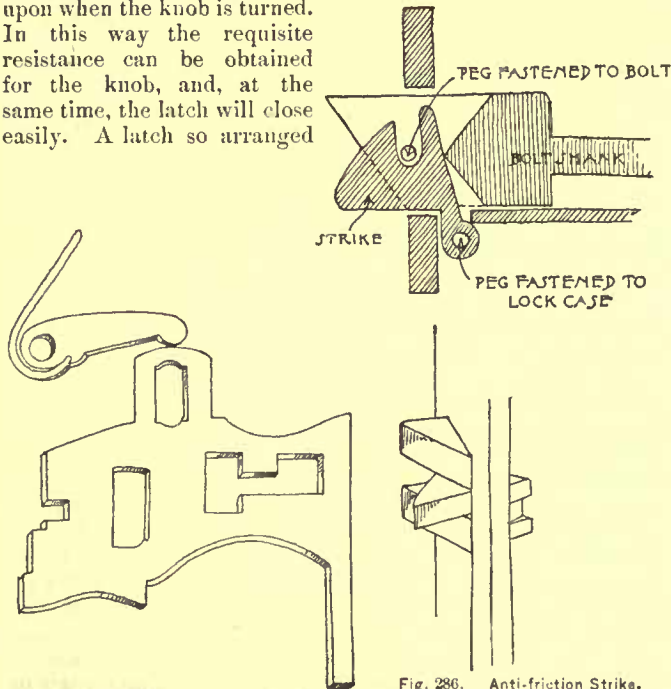 upon when the knob is turned.
In this way the requisite
resistance can be obtained
for the knob, and, at the
same time, the latch will close
easily. A latch so arranged
PEG FASTENED TO BOLT
BOLT SHANK
STRIKE
PEG FASTENED TO
LOCK CASE
Fig. 286. Anti-friction Strike.